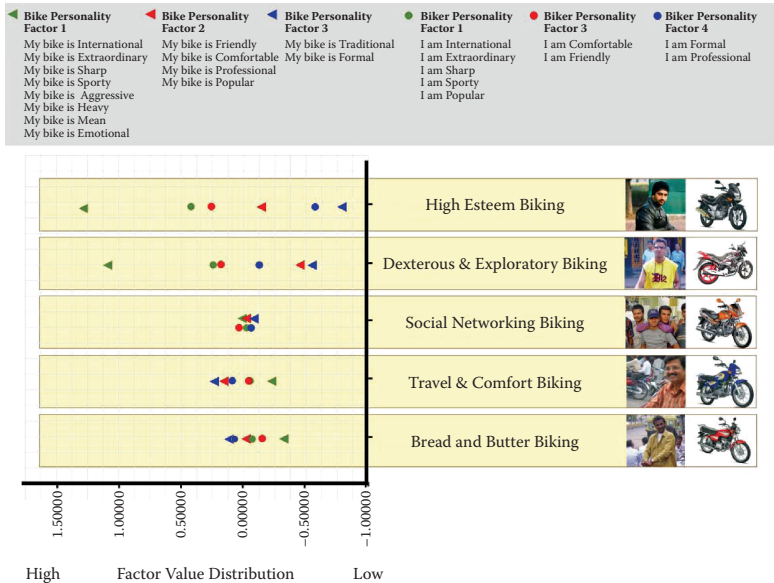 Bike Personality
Factor 1
My bike is International
My bike is Extraordinary
My bike is Sharp
My bike is Sporty
My bike is Aggressive
My bike is Heavy
My bike is Mean
My bike is Emotional
Bike Personality
Factor 2
My bike is Friendly
My bike is Comfortable
My bike is Professional
My bike is Popular
Bike Personality
Factor 3
My bike is Traditional
My bike is Formal
Biker Personality
Factor 1
I am International
I am Extraordinary
I am Sharp
I am Sporty
I am Popular
Biker Personality
Factor 3
I am Comfortable
I am Friendly
Biker Personality
Factor 4
I am Formal
I am Professional
High Esteem Biking
Dexterous & Exploratory Biking
Social Networking Biking
Travel & Comfort Biking
Bread and Butter Biking
1.50000
1.00000
0.50000
0.00000
−0.50000
−1.00000
High Factor Value Distribution Low